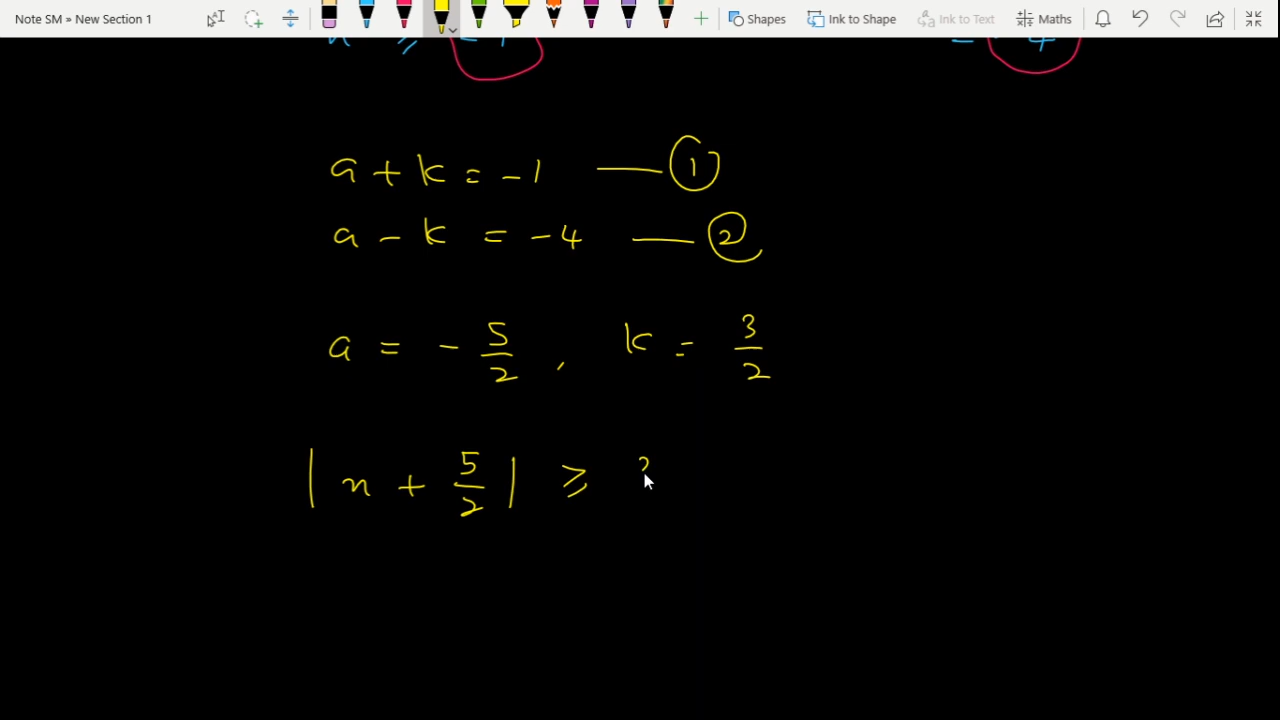 Note SM » New Section 1
Shapes
Ink to Shape
Ink to Text
Maths
a + k = -1 —— ①
a - k = -4 —— ②
a = - 5/2 , k = 3/2
| x + 5/2 | ⩾